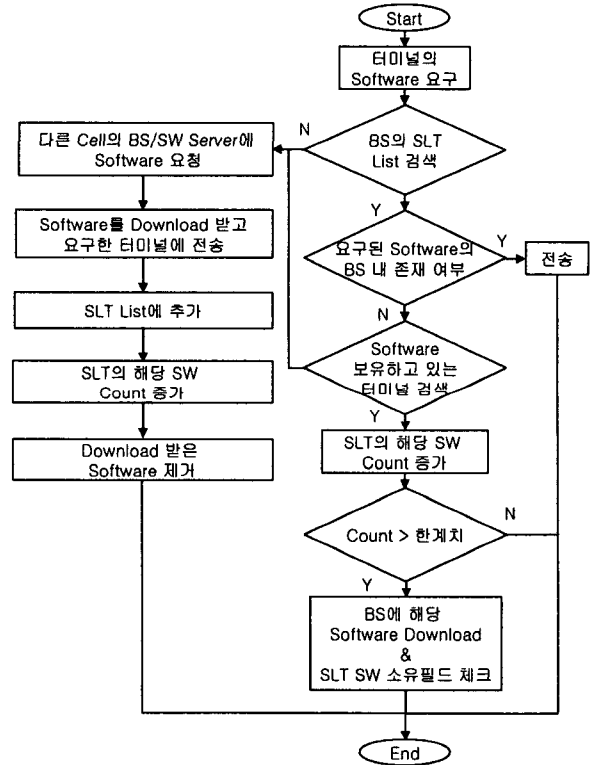 Start
터미널의
Software 요구
BS의 SLT
List 검색
N
Y
다른 Cell의 BS/SW Server에
Software 요청
Software를 Download 받고
요구한 터미널에 전송
SLT List에 추가
SLT의 해당 SW
Count 증가
Download 받은
Software 제거
요구된 Software의
BS 내 존재 여부
Y
전송
N
Software
보유하고 있는
터미널 검색
Y
SLT의 해당 SW
Count 증가
Count > 한계치
N
Y
BS에 해당
Software Download
&
SLT SW 소유필드 체크
End